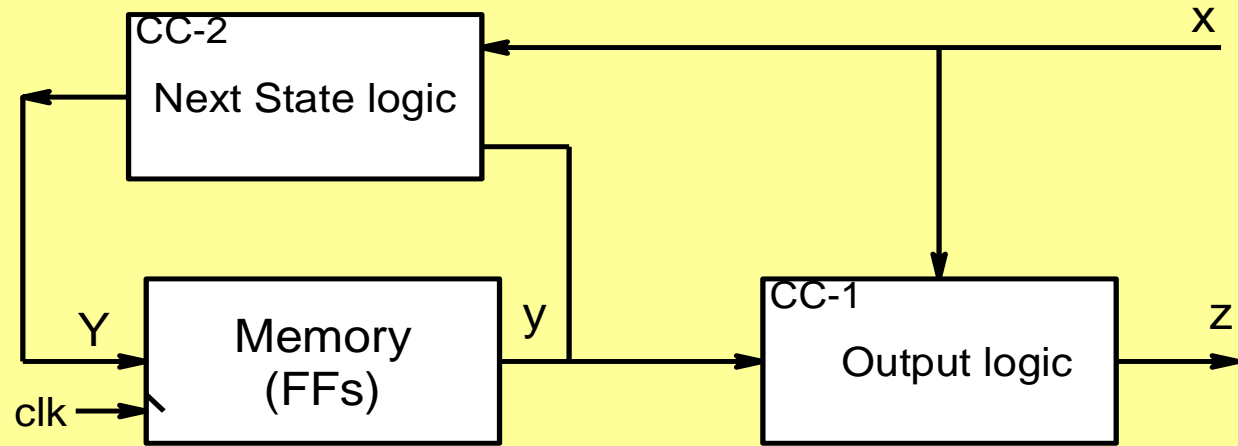 CC-2
x
Next State logic
CC-1
Y
Memory
(FFs)
y
Output logic
z
clk